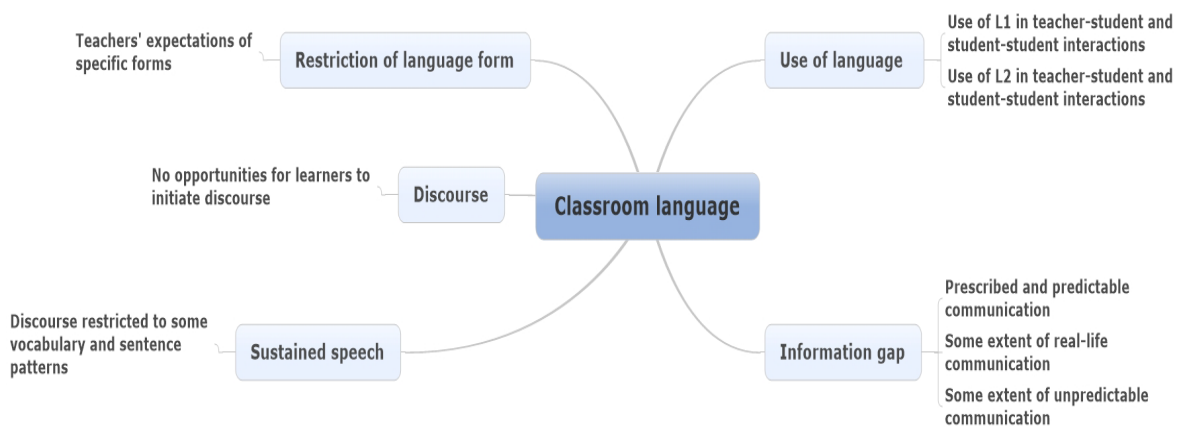 Teachers' expectations of
specific forms
Restriction of language form
Use of language
Use of L1 in teacher-student and
student-student interactions
Use of L2 in teacher-student and
student-student interactions
No opportunities for learners to
initiate discourse
Discourse
Classroom language
Discourse restricted to some
vocabulary and sentence
patterns
Sustained speech
Information gap
Prescribed and predictable
communication
Some extent of real-life
communication
Some extent of unpredictable
communication